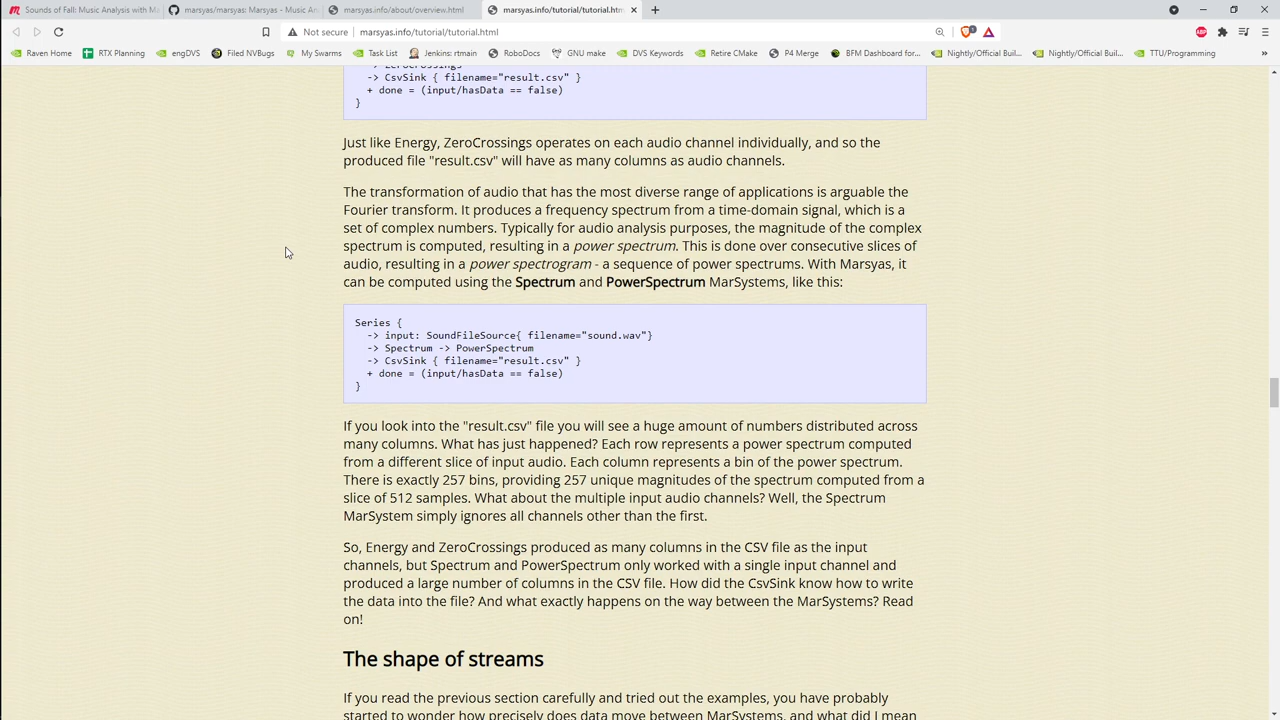 Sounds of Fall: Music Analysis with Ma
marsyas/marsyas: Marsyas - Music An
marsyas.info/about/overview.html
marsyas.info/tutorial/tutorial.htm
Not secure | marsyas.info/tutorial/tutorial.html
Raven Home
RTX Planning
engDVS
Filed NVBugs
My Swarms
Task List
Jenkins: rtmain
RoboDocs
GNU make
DVS Keywords
Retire CMake
P4 Merge
BFM Dashboard for...
Nightly/Official Buil...
Nightly/Official Buil...
TTU/Programming
-> ZeroCrossings
-> CsvSink { filename="result.csv" }
+ done = (input/hasData == false)
}
Just like Energy, ZeroCrossings operates on each audio channel individually, and so the
produced file "result.csv" will have as many columns as audio channels.
The transformation of audio that has the most diverse range of applications is arguable the
Fourier transform. It produces a frequency spectrum from a time-domain signal, which is a
set of complex numbers. Typically for audio analysis purposes, the magnitude of the complex
spectrum is computed, resulting in a power spectrum. This is done over consecutive slices of
audio, resulting in a power spectrogram - a sequence of power spectrums. With Marsyas, it
can be computed using the Spectrum and PowerSpectrum MarSystems, like this:
Series {
-> input: SoundFileSource{ filename="sound.wav"}
-> Spectrum -> PowerSpectrum
-> CsvSink { filename="result.csv" }
+ done = (input/hasData == false)
}
If you look into the "result.csv" file you will see a huge amount of numbers distributed across
many columns. What has just happened? Each row represents a power spectrum computed
from a different slice of input audio. Each column represents a bin of the power spectrum.
There is exactly 257 bins, providing 257 unique magnitudes of the spectrum computed from a
slice of 512 samples. What about the multiple input audio channels? Well, the Spectrum
MarSystem simply ignores all channels other than the first.
So, Energy and ZeroCrossings produced as many columns in the CSV file as the input
channels, but Spectrum and PowerSpectrum only worked with a single input channel and
produced a large number of columns in the CSV file. How did the CsvSink know how to write
the data into the file? And what exactly happens on the way between the MarSystems? Read
on!
The shape of streams
If you read the previous section carefully and tried out the examples, you have probably
started to wonder how precisely does data move between MarSystems, and what did I mean